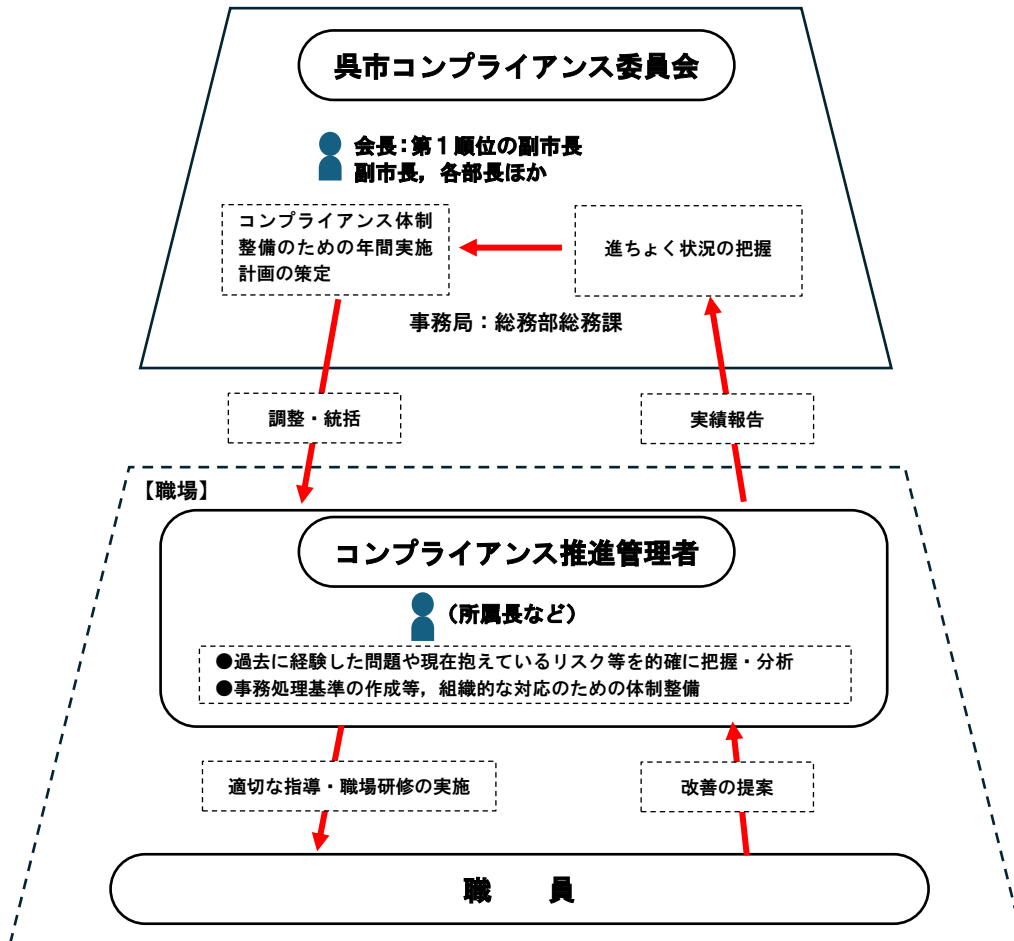 呉市コンプライアンス委員会
会長：第１順位の副市長
副市長，各部長ほか
コンプライアンス体制
整備のための年間実施
計画の策定
進ちょく状況の把握
事務局：総務部総務課
調整・統括
実績報告
【職場】
コンプライアンス推進管理者
（所属長など）
●過去に経験した問題や現在抱えているリスク等を的確に把握・分析
●事務処理基準の作成等，組織的な対応のための体制整備
適切な指導・職場研修の実施
改善の提案
職　員